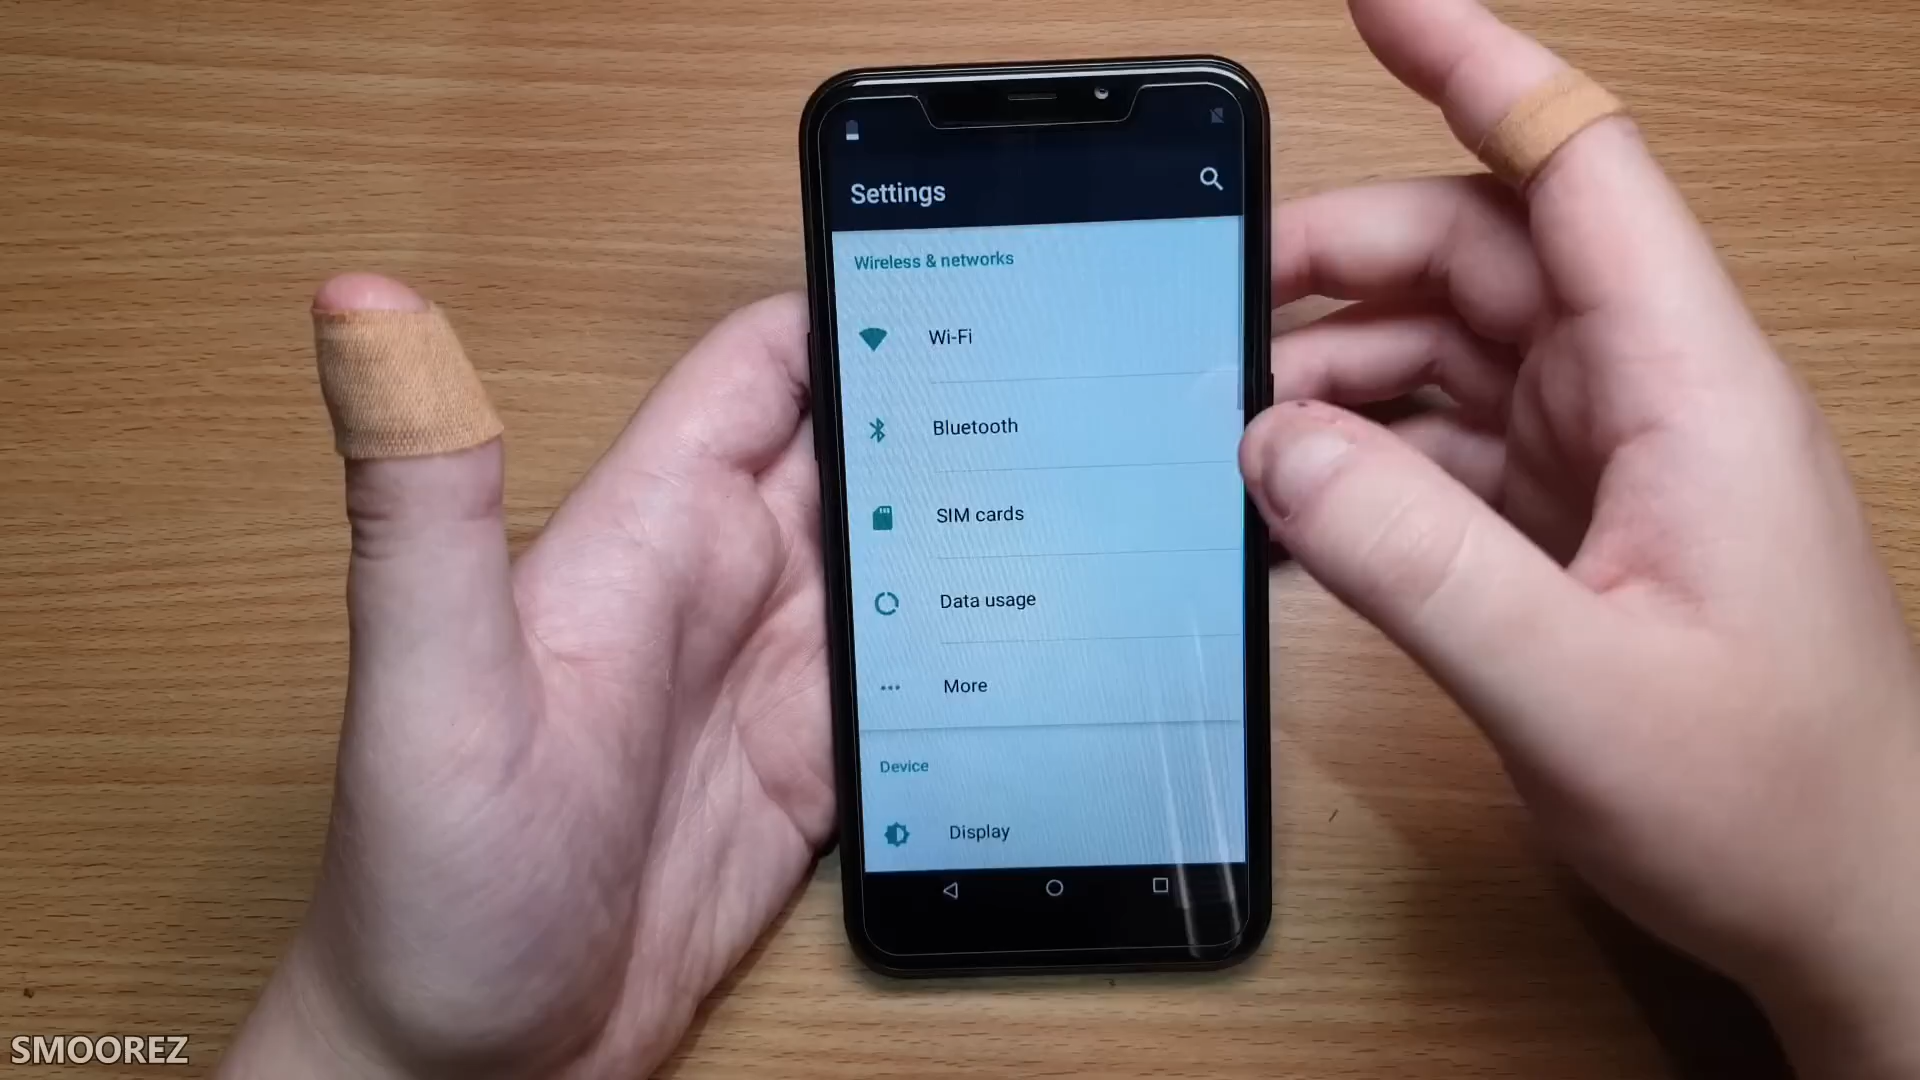 Settings
Wireless & networks
Wi-Fi
Bluetooth
SIM cards
Data usage
More
Device
Display
SMOOREZ